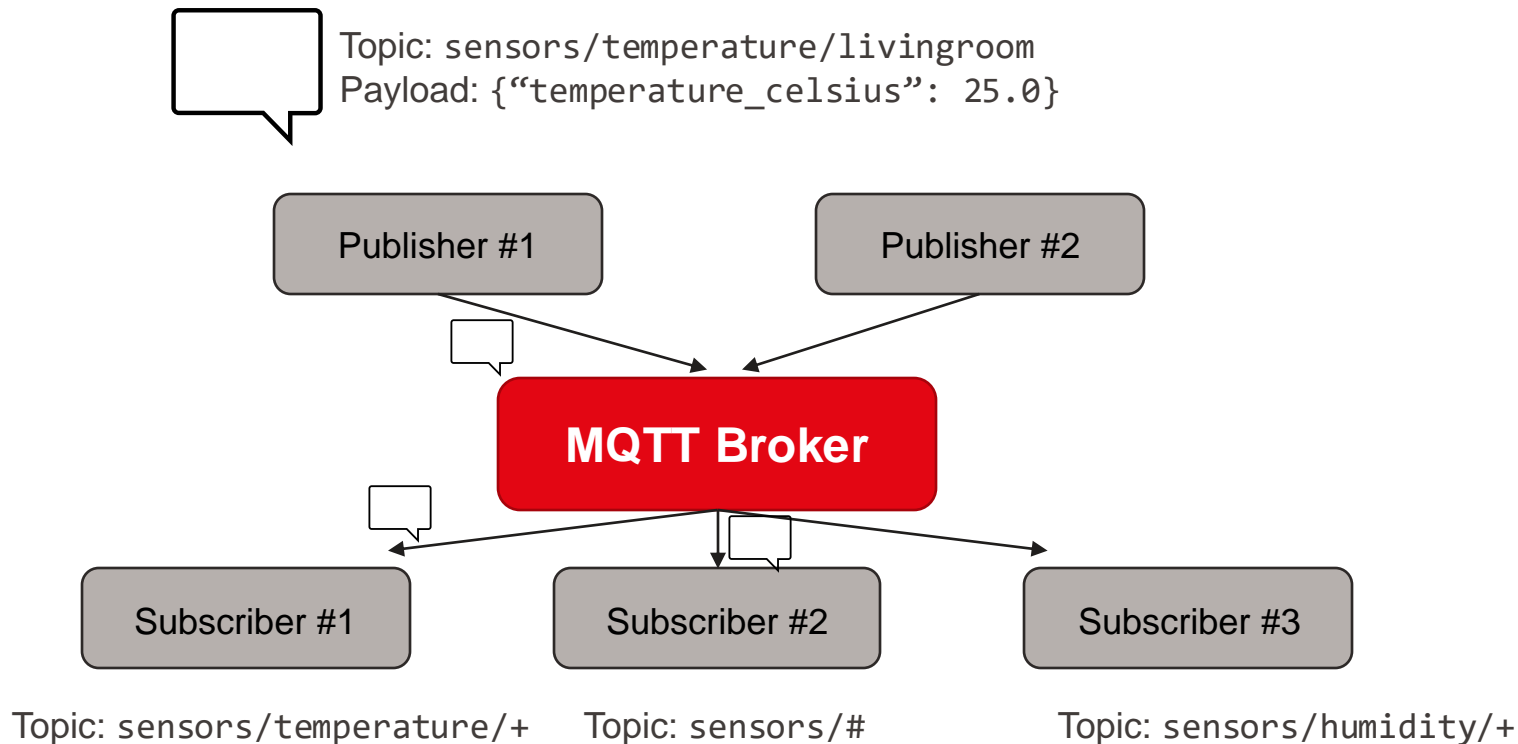 Topic: sensors/temperature/livingroom
Payload: {“temperature_celsius”: 25.0}
Publisher #1
Publisher #2
MQTT Broker
Subscriber #1
Subscriber #2
Subscriber #3
Topic: sensors/temperature/+
Topic: sensors/#
Topic: sensors/humidity/+